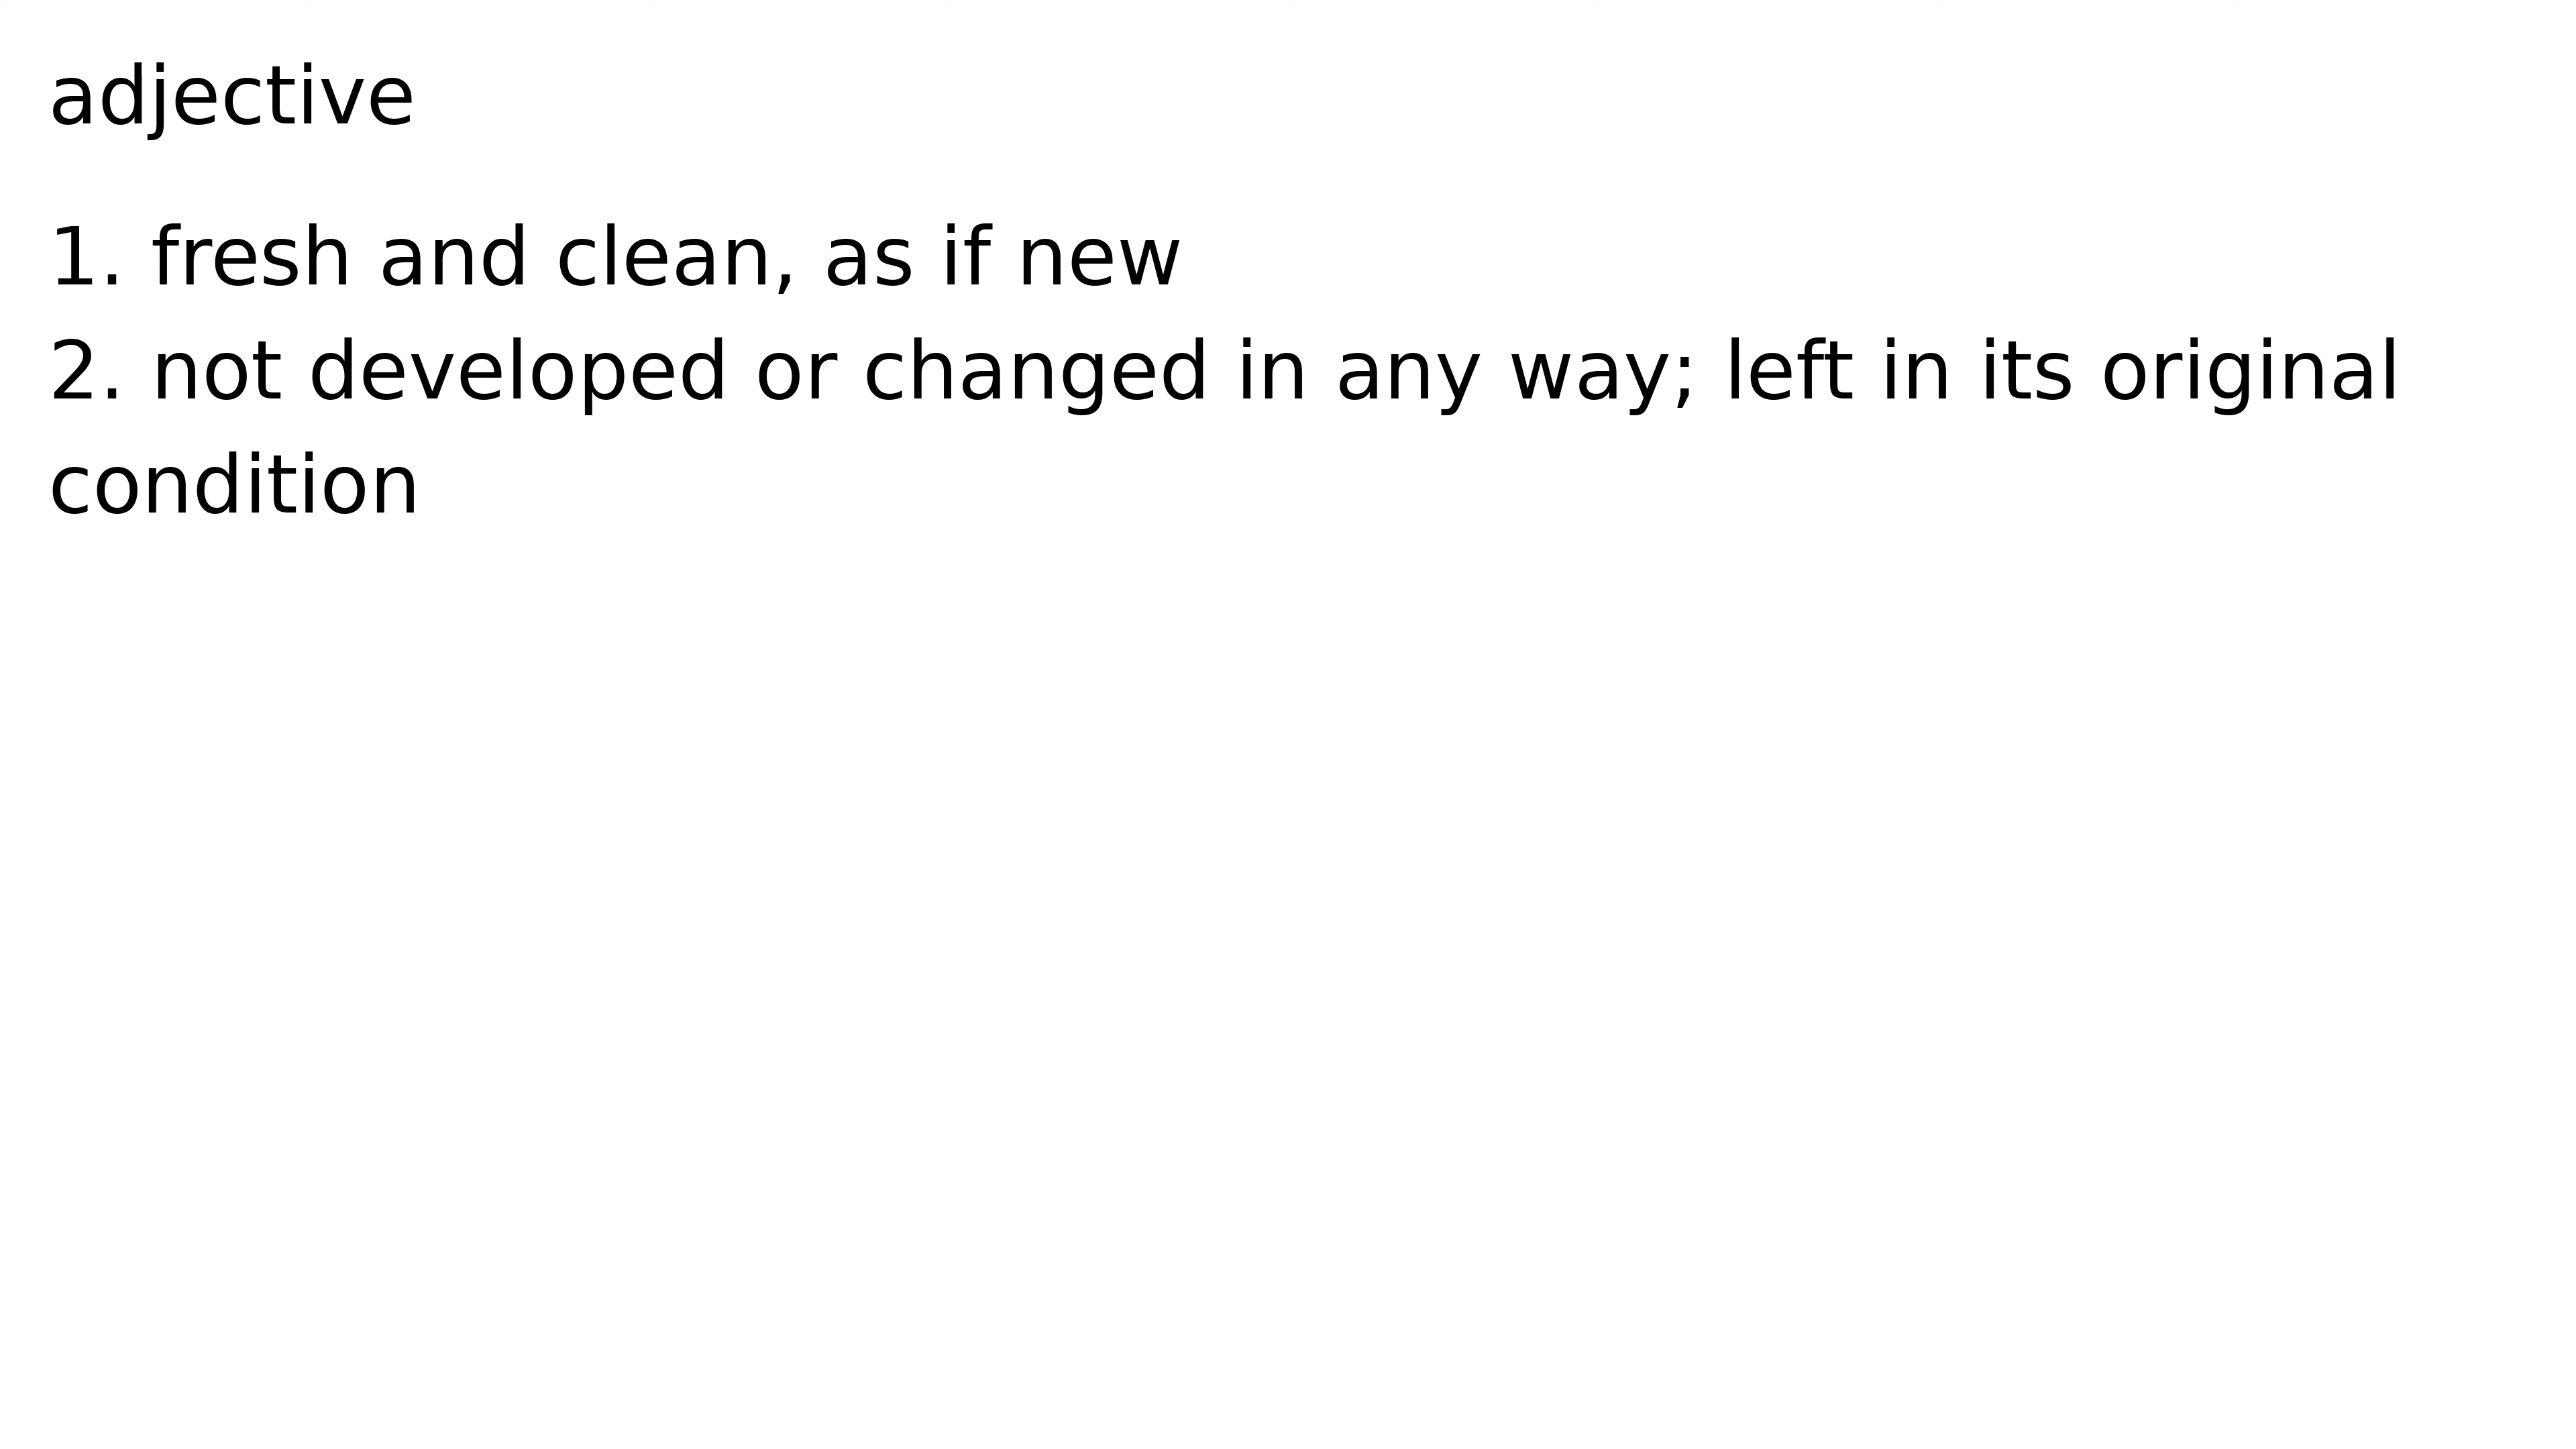 adjective
1. fresh and clean, as if new
2. not developed or changed in any way; left in its original
condition